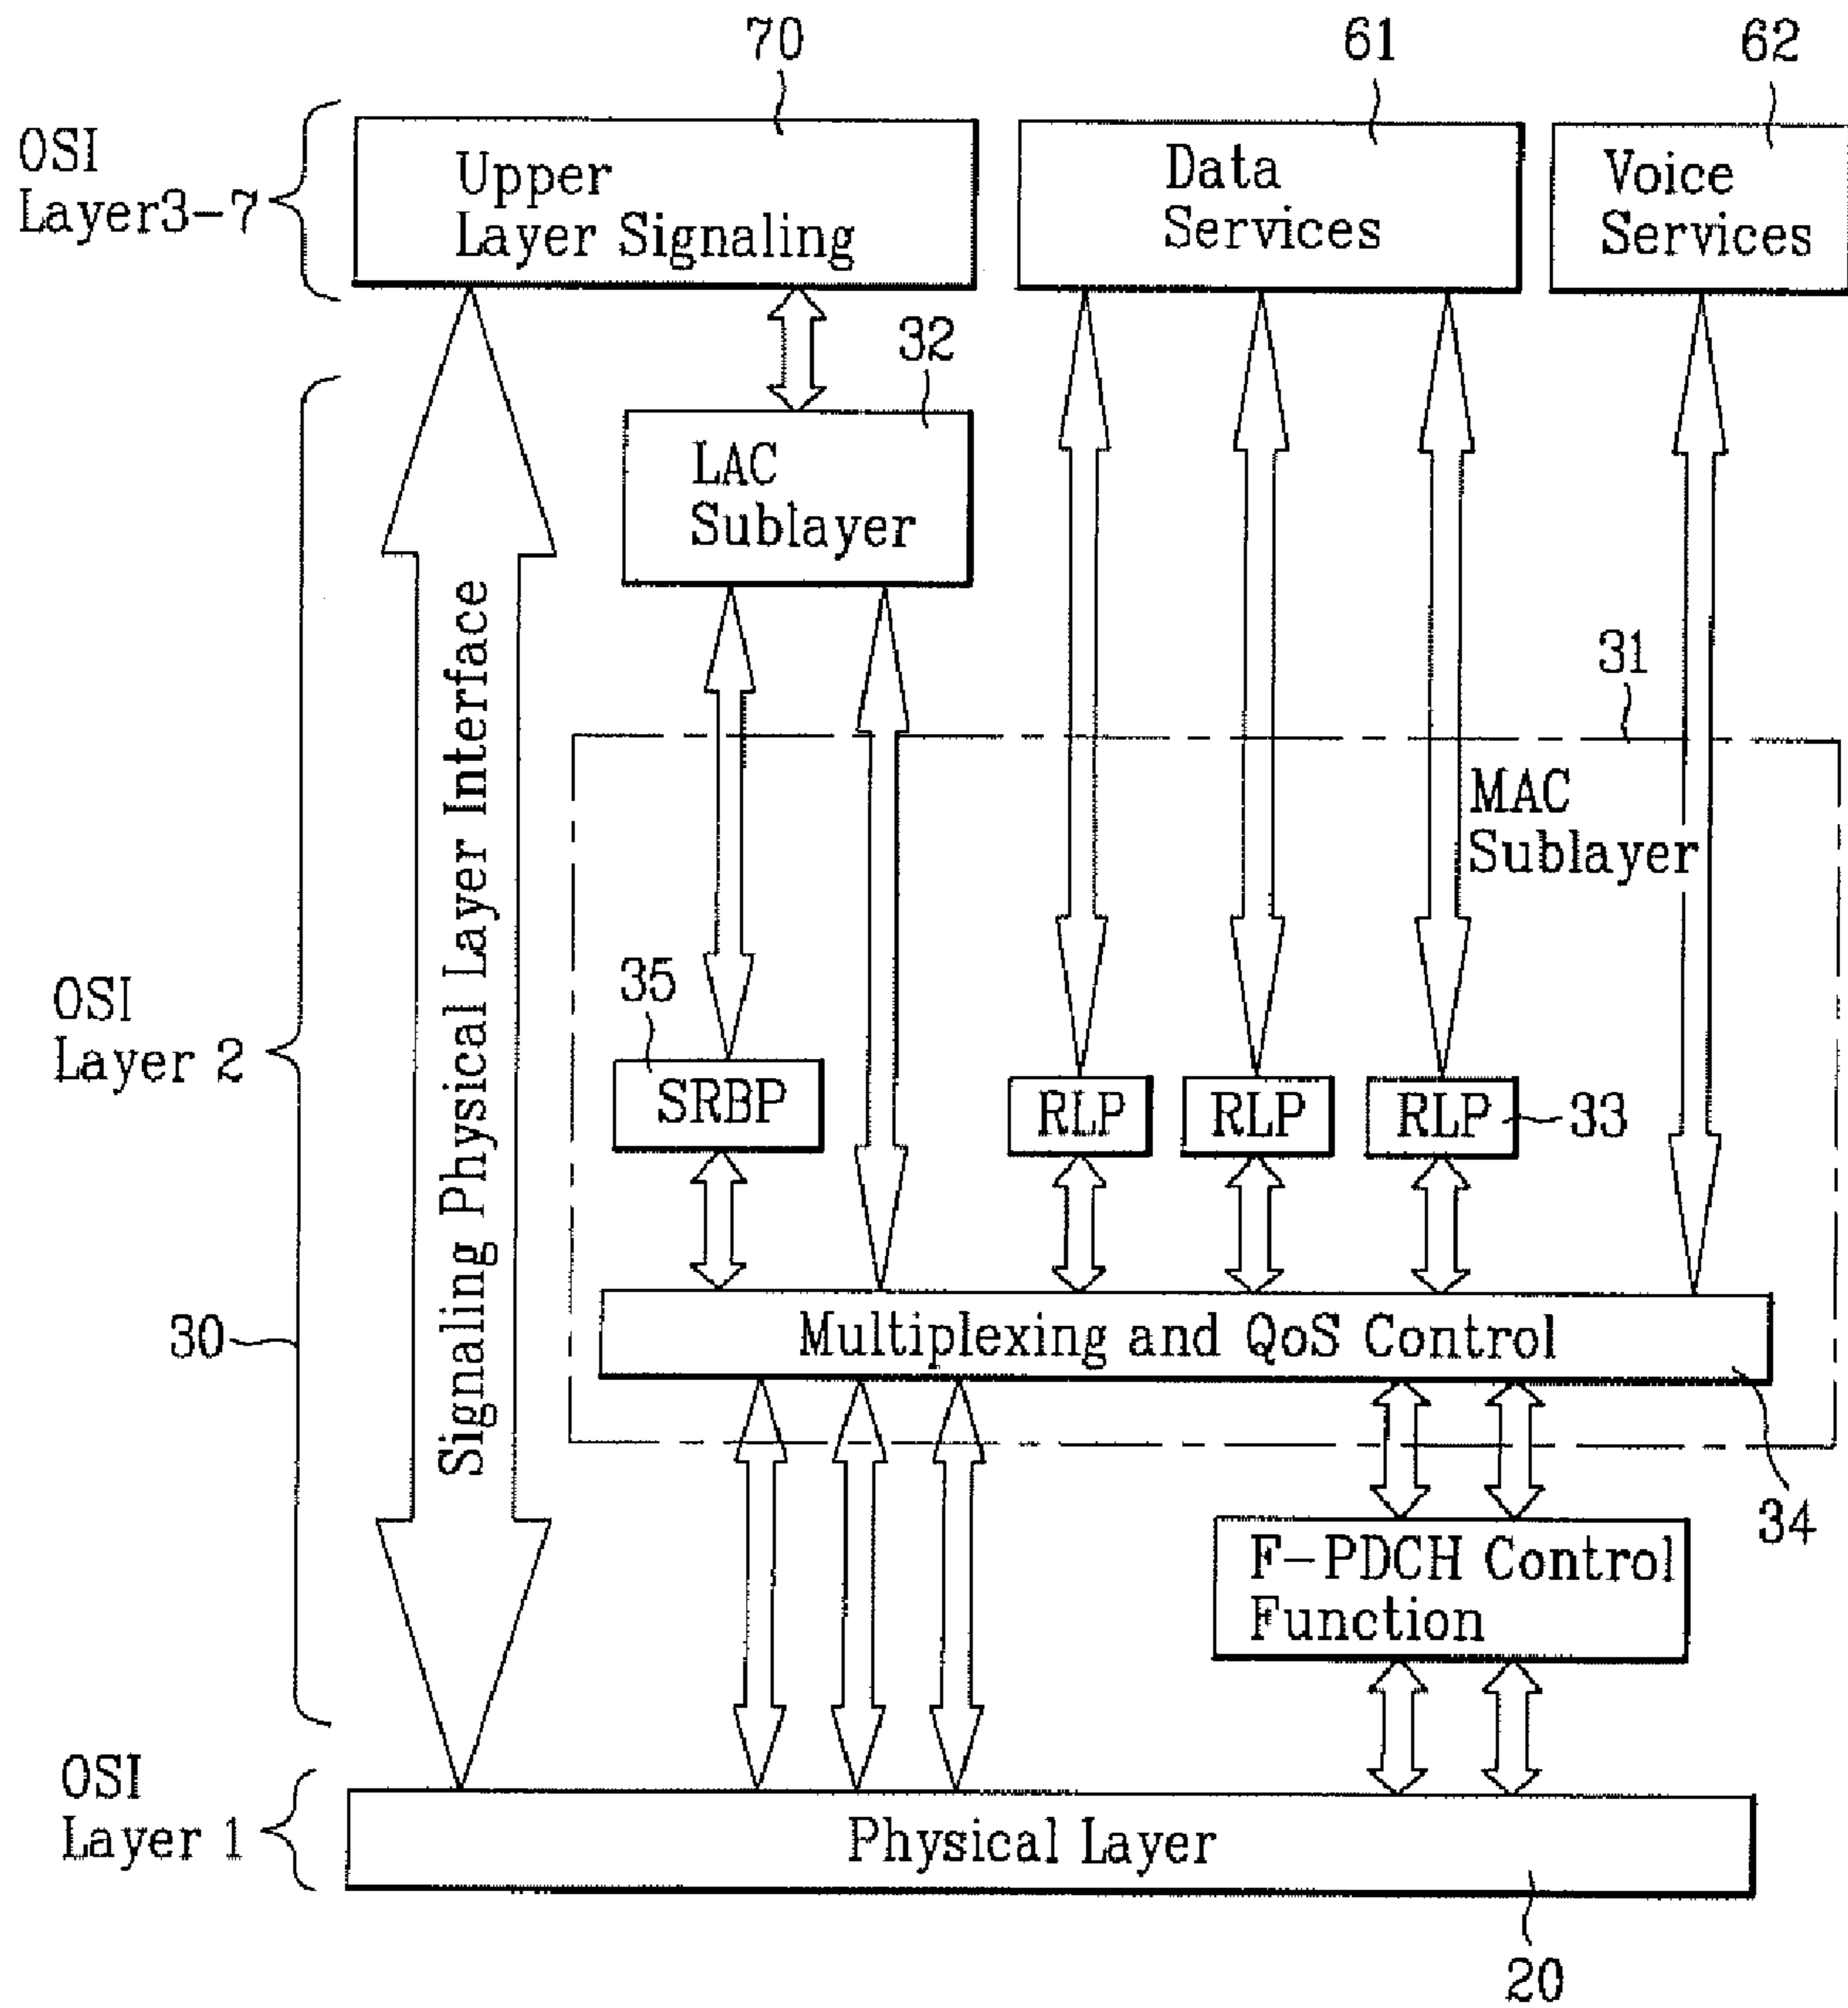 70
61
62
OSI
Layer3-7
Upper
Layer Signaling
Data
Services
Voice
Services
32
LAC
Sublayer
31
MAC
Sublayer
Signaling Physical Layer Interface
OSI
Layer 2
35
SRBP
RLP
RLP
RLP
33
30
Multiplexing and QoS Control
34
F-PDCH Control
Function
OSI
Layer 1
Physical Layer
20